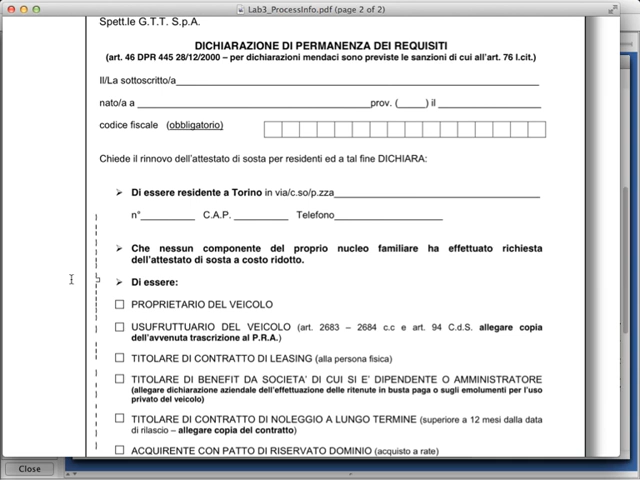 Lab3_ProcessInfo.pdf (page 2 of 2)
Spett.le G.T.T. S.p.A.
DICHIARAZIONE DI PERMANENZA DEI REQUISITI
(art. 46 DPR 445 28/12/2000 – per dichiarazioni mendaci sono previste le sanzioni di cui all'art. 76 l.cit.)
Il/La sottoscritto/a
nato/a a prov. ( ) il
codice fiscale (obbligatorio)
Chiede il rinnovo dell'attestato di sosta per residenti ed a tal fine DICHIARA:
Di essere residente a Torino in via/c.so/p.zza
n° C.A.P. Telefono
Che nessun componente del proprio nucleo familiare ha effettuato richiesta
dell'attestato di sosta a costo ridotto.
Di essere:
PROPRIETARIO DEL VEICOLO
USUFRUTTUARIO DEL VEICOLO (art. 2683 – 2684 c.c e art. 94 C.d.S. allegare copia
dell'avvenuta trascrizione al P.R.A.)
TITOLARE DI CONTRATTO DI LEASING (alla persona fisica)
TITOLARE DI BENEFIT DA SOCIETA' DI CUI SI E' DIPENDENTE O AMMINISTRATORE
(allegare dichiarazione aziendale dell'effettuazione delle ritenute in busta paga o sugli emolumenti per l'uso
privato del veicolo)
TITOLARE DI CONTRATTO DI NOLEGGIO A LUNGO TERMINE (superiore a 12 mesi dalla data
di rilascio – allegare copia del contratto)
ACQUIRENTE CON PATTO DI RISERVATO DOMINIO (acquisto a rate)
Close